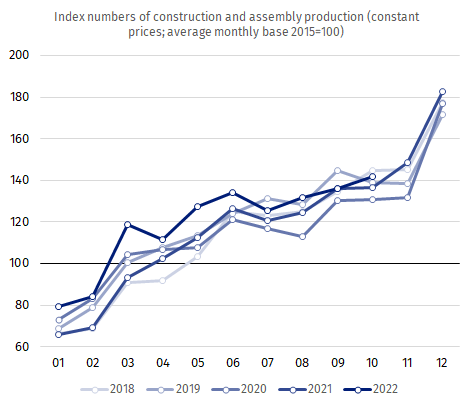 Index numbers of construction and assembly production (constant
prices; average monthly base 2015=100)
200
180
160
140
120
100
80
60
01 02 03 04 05 06 07 08 09 10 11 12
2018 2019 2020 2021 2022